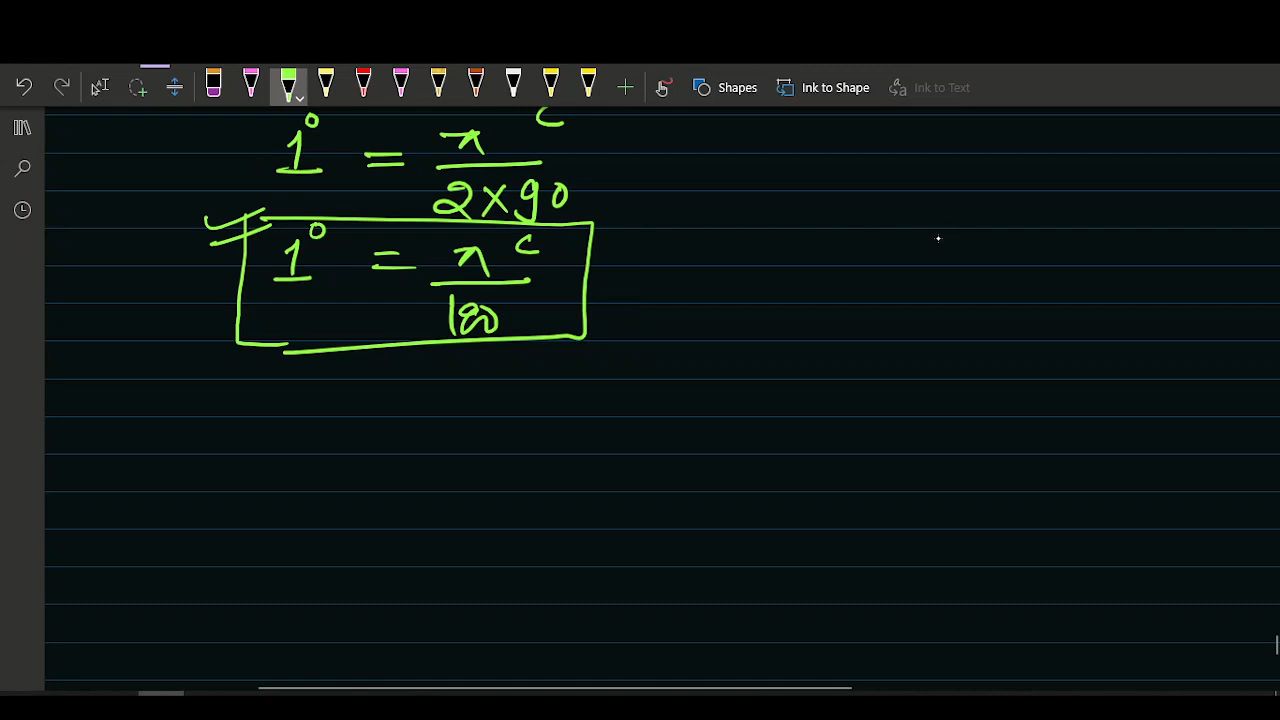 Shapes Ink to Shape Ink to Text
1° = π/2×90 ᶜ
1° = π/180 ᶜ